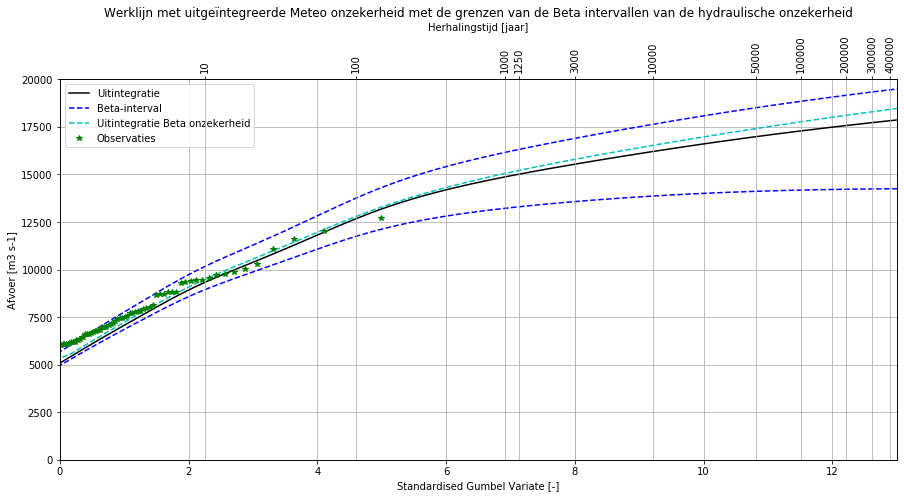 Werklijn met uitgeïntegreerde Meteo onzekerheid met de grenzen van de Beta intervallen van de hydraulische onzekerheid
Herhalingstijd [jaar]
10 100 1000 1250 3000 10000 50000 100000 200000 300000 400000
Uitintegratie
Beta-interval
Uitintegratie Beta onzekerheid
Observaties
Afvoer [m3 s-1]
20000
17500
15000
12500
10000
7500
5000
2500
0
0 2 4 6 8 10 12
Standardised Gumbel Variate [-]